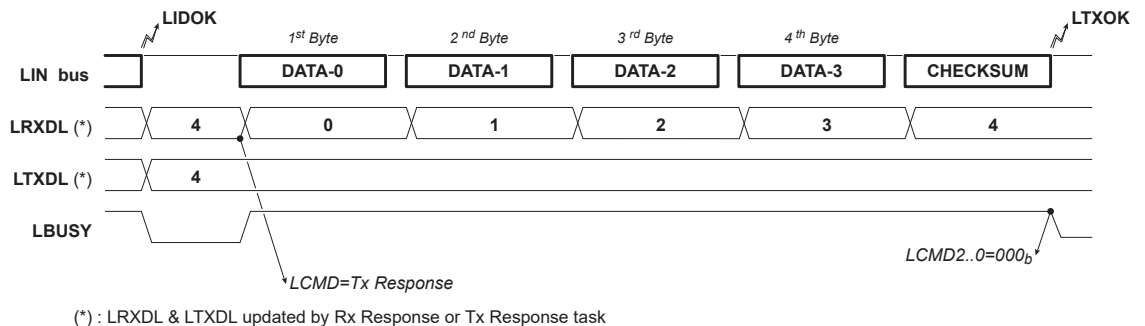 LIDOK LTXOK
1st Byte 2nd Byte 3rd Byte 4th Byte
LIN bus DATA-0 DATA-1 DATA-2 DATA-3 CHECKSUM
LRXDL (*) 4 0 1 2 3 4
LTXDL (*) 4
LBUSY
LCMD2..0=000b
LCMD=Tx Response
(*) : LRXDL & LTXDL updated by Rx Response or Tx Response task